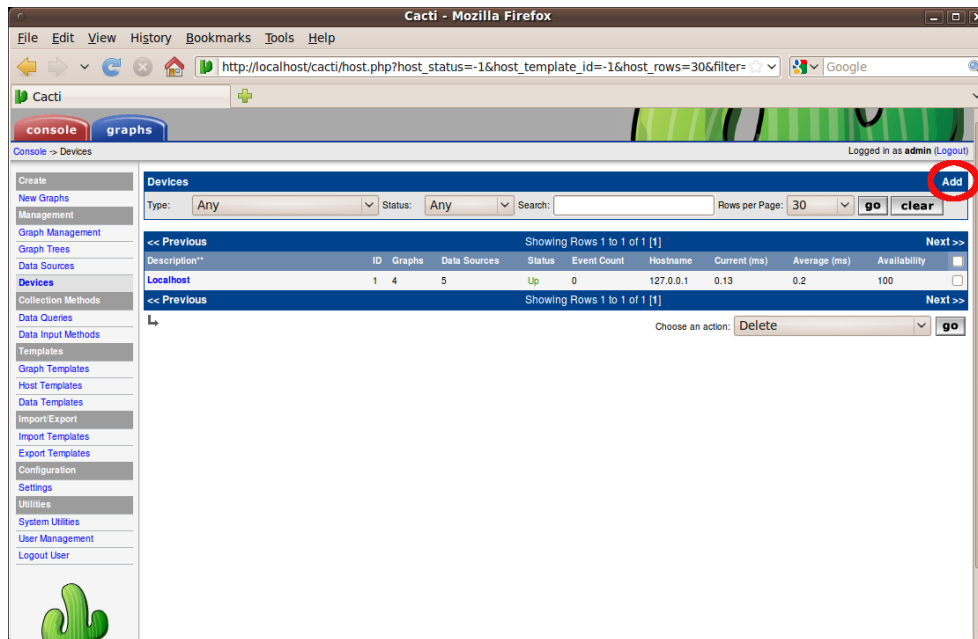 Cacti - Mozilla Firefox
File Edit View History Bookmarks Tools Help
http://localhost/cacti/host.php?host_status=-1&host_template_id=-1&host_rows=30&filter= Google
Cacti
console graphs
Console -> Devices Logged in as admin (Logout)
Create
New Graphs
Management
Graph Management
Graph Trees
Data Sources
Devices
Collection Methods
Data Queries
Data Input Methods
Templates
Graph Templates
Host Templates
Data Templates
Import/Export
Import Templates
Export Templates
Configuration
Settings
Utilities
System Utilities
User Management
Logout User
Devices Add
Type: Any Status: Any Search: Rows per Page: 30 go clear
<< Previous Showing Rows 1 to 1 of 1 [1] Next >>
Description** ID Graphs Data Sources Status Event Count Hostname Current (ms) Average (ms) Availability
Localhost 1 4 5 Up 0 127.0.0.1 0.13 0.2 100
<< Previous Showing Rows 1 to 1 of 1 [1] Next >>
Choose an action: Delete go